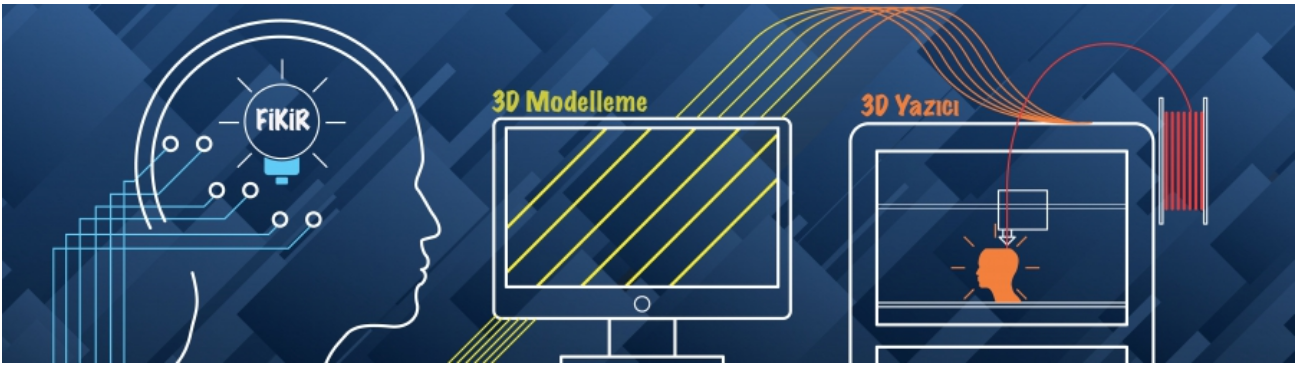 FİKİR
3D Modelleme
3D Yazıcı